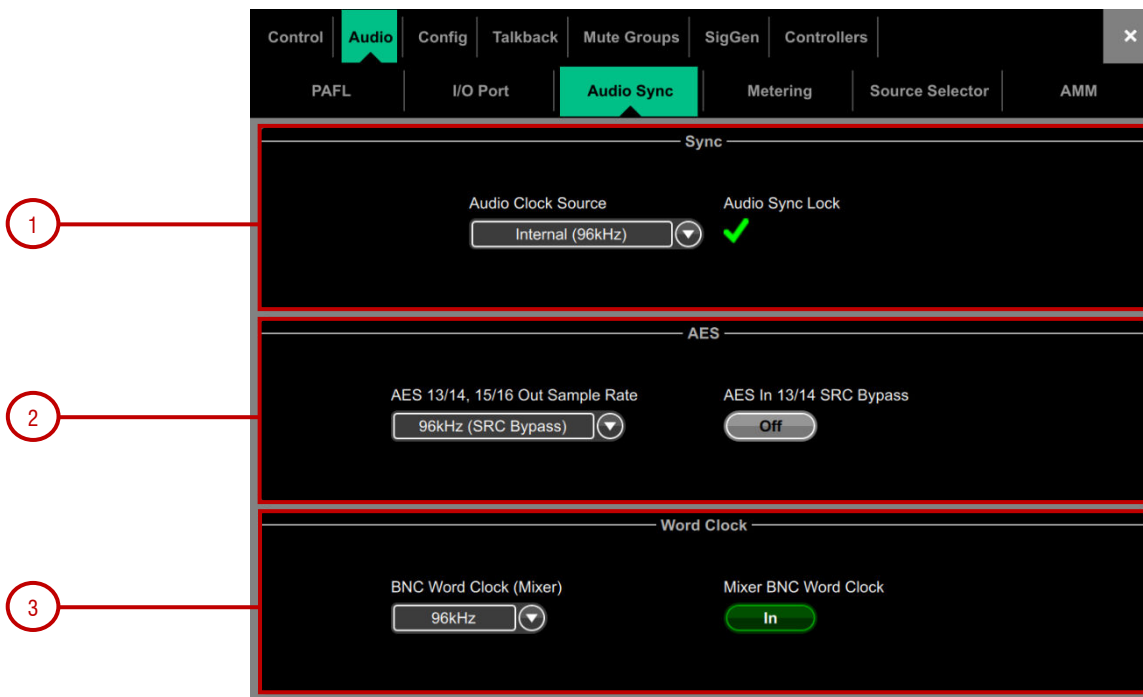 Control Audio Config Talkback Mute Groups SigGen Controllers ×
PAFL I/O Port Audio Sync Metering Source Selector AMM
Sync
1
Audio Clock Source Audio Sync Lock
Internal (96kHz)
AES
2
AES 13/14, 15/16 Out Sample Rate AES In 13/14 SRC Bypass
96kHz (SRC Bypass) Off
Word Clock
3
BNC Word Clock (Mixer) Mixer BNC Word Clock
96kHz In